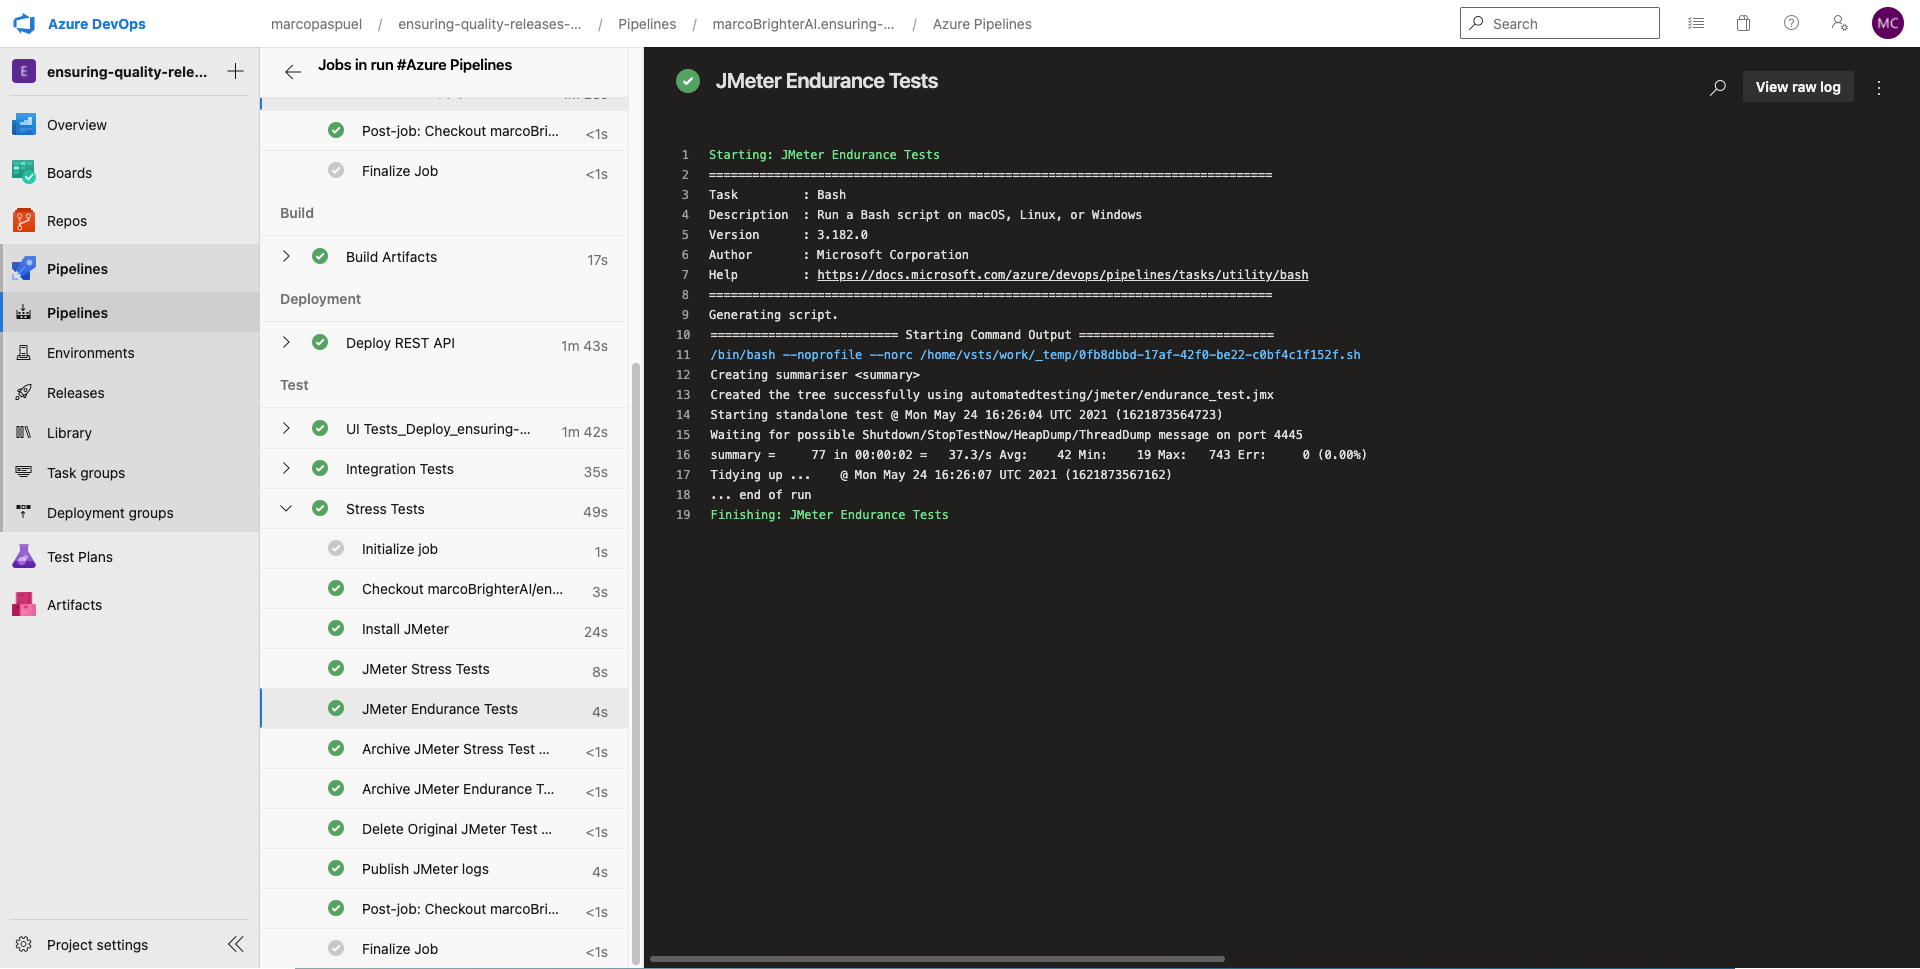 Azure DevOps
marcopaspuel / ensuring-quality-releases-... / Pipelines / marcoBrighterAI.ensuring-... / Azure Pipelines
Search
MC
E ensuring-quality-rele...
Overview
Boards
Repos
Pipelines
Pipelines
Environments
Releases
Library
Task groups
Deployment groups
Test Plans
Artifacts
Project settings
Jobs in run #Azure Pipelines
Post-job: Checkout marcoBri... <1s
Finalize Job <1s
Build
Build Artifacts 17s
Deployment
Deploy REST API 1m 43s
Test
UI Tests_Deploy_ensuring-... 1m 42s
Integration Tests 35s
Stress Tests 49s
Initialize job 1s
Checkout marcoBrighterAI/en... 3s
Install JMeter 24s
JMeter Stress Tests 8s
JMeter Endurance Tests 4s
Archive JMeter Stress Test ... <1s
Archive JMeter Endurance T... <1s
Delete Original JMeter Test ... <1s
Publish JMeter logs 4s
Post-job: Checkout marcoBri... <1s
Finalize Job <1s
JMeter Endurance Tests
View raw log
1 Starting: JMeter Endurance Tests
2 ==============================================================================
3 Task         : Bash
4 Description  : Run a Bash script on macOS, Linux, or Windows
5 Version      : 3.182.0
6 Author       : Microsoft Corporation
7 Help         : https://docs.microsoft.com/azure/devops/pipelines/tasks/utility/bash
8 ==============================================================================
9 Generating script.
10 ========================== Starting Command Output ===========================
11 /bin/bash --noprofile --norc /home/vsts/work/_temp/0fb8dbbd-17af-42f0-be22-c0bf4c1f152f.sh
12 Creating summariser <summary>
13 Created the tree successfully using automatedtesting/jmeter/endurance_test.jmx
14 Starting standalone test @ Mon May 24 16:26:04 UTC 2021 (1621873564723)
15 Waiting for possible Shutdown/StopTestNow/HeapDump/ThreadDump message on port 4445
16 summary =     77 in 00:00:02 =   37.3/s Avg:    42 Min:    19 Max:   743 Err:     0 (0.00%)
17 Tidying up ...    @ Mon May 24 16:26:07 UTC 2021 (1621873567162)
18 ... end of run
19 Finishing: JMeter Endurance Tests